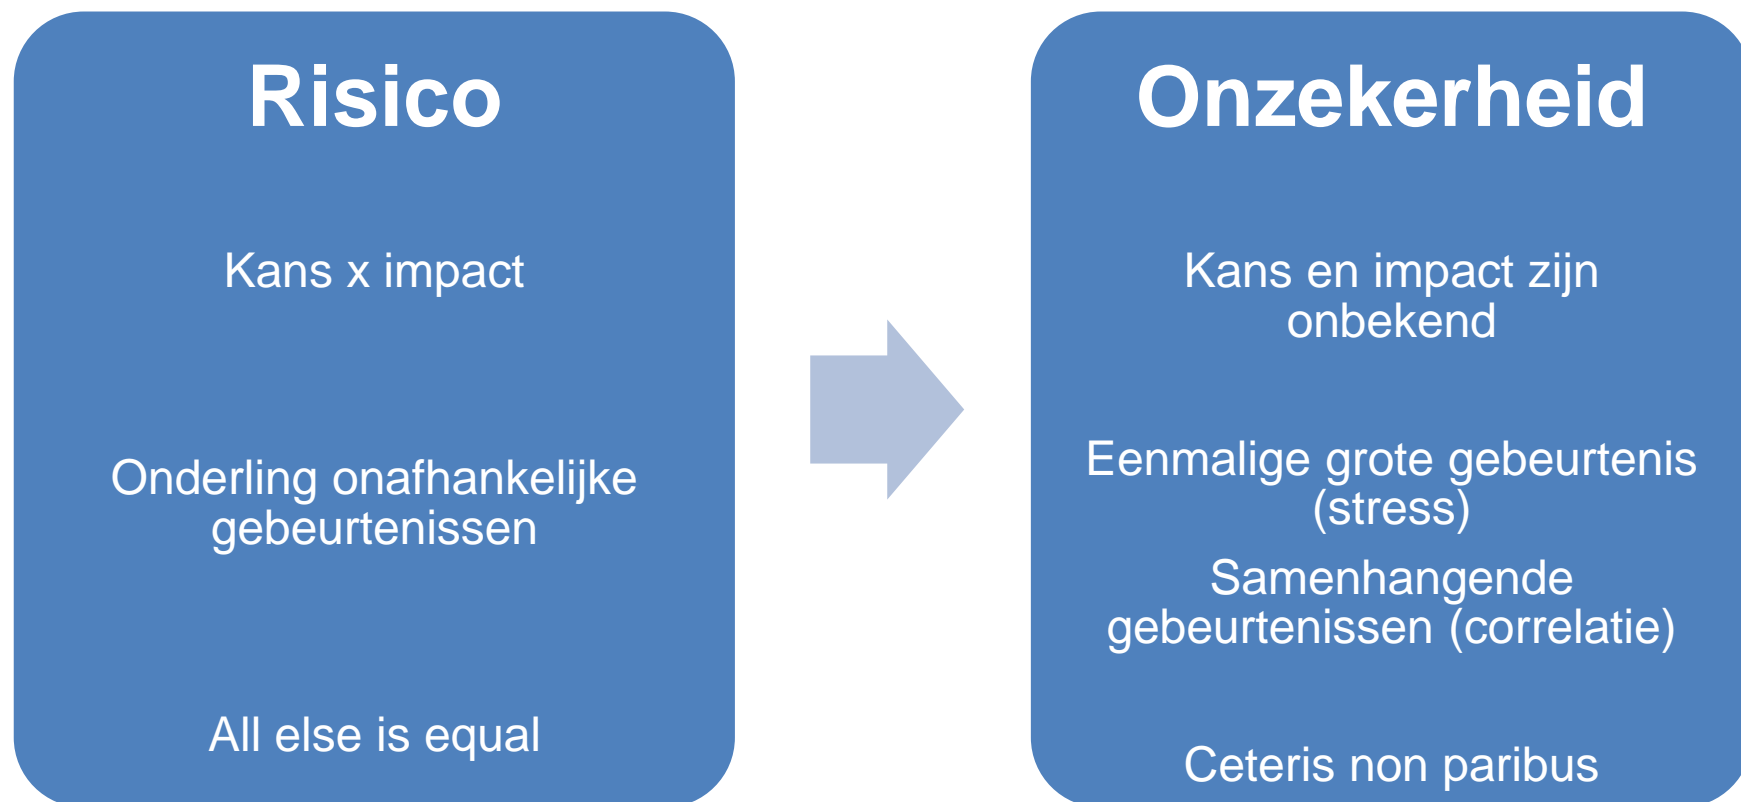 Risico
Kans x impact
Onderling onafhankelijke
gebeurtenissen
All else is equal
Onzekerheid
Kans en impact zijn
onbekend
Eenmalige grote gebeurtenis
(stress)
Samenhangende
gebeurtenissen (correlatie)
Ceteris non paribus